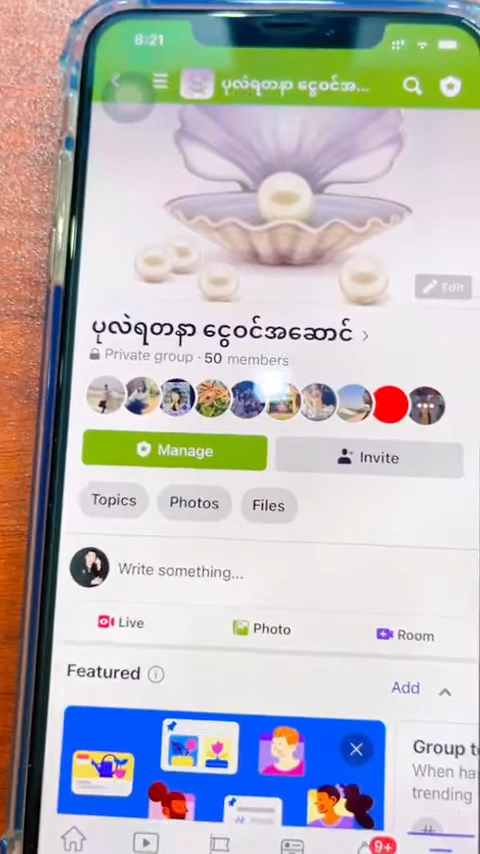 8:21
ပုလဲရတနာ ငွေဝင်အ...
Edit
ပုလဲရတနာ ငွေဝင်အဆောင် >
Private group · 50 members
Manage
Invite
Topics
Photos
Files
Write something...
Live
Photo
Room
Featured
Add
Group t
When ha
trending
#
9+